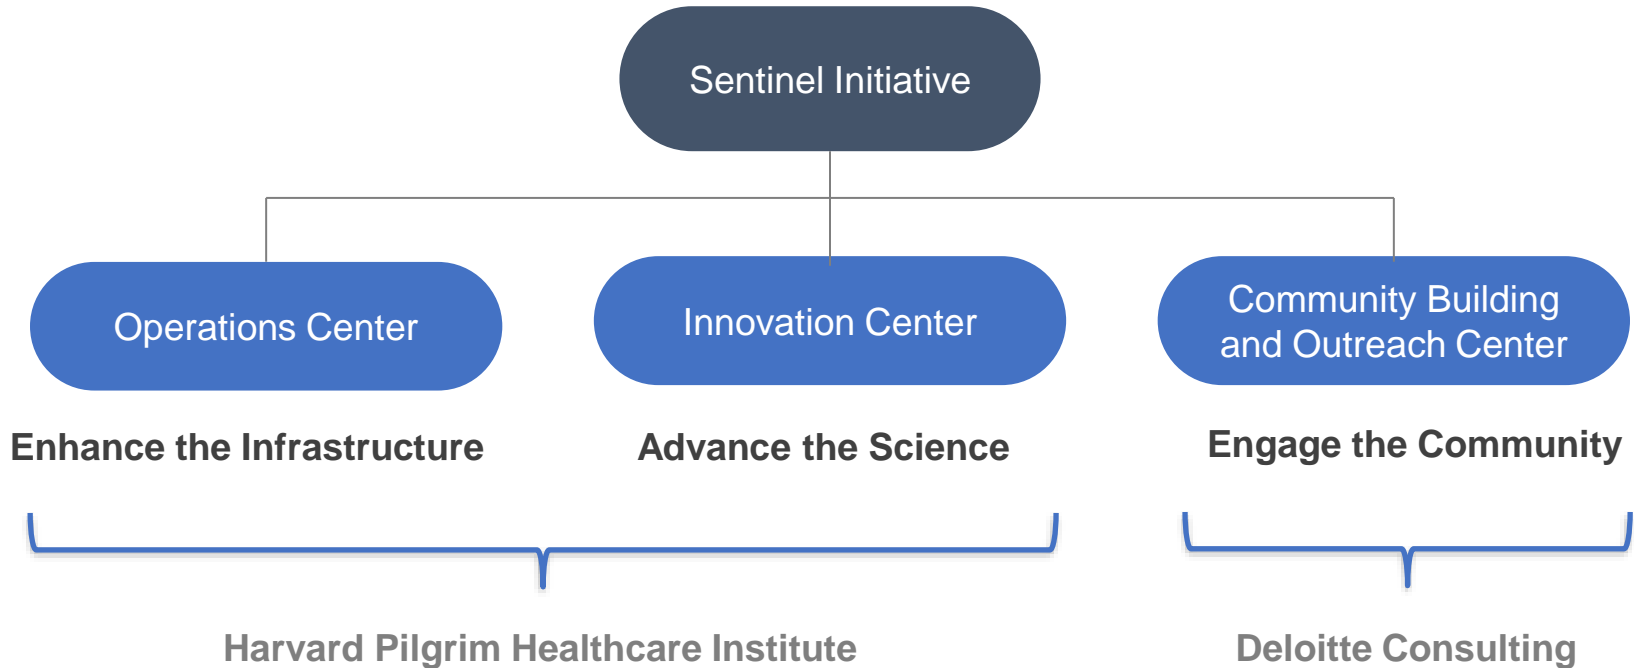 Sentinel Initiative
Operations Center
Innovation Center
Community Building
and Outreach Center
Enhance the Infrastructure
Advance the Science
Engage the Community
Harvard Pilgrim Healthcare Institute
Deloitte Consulting